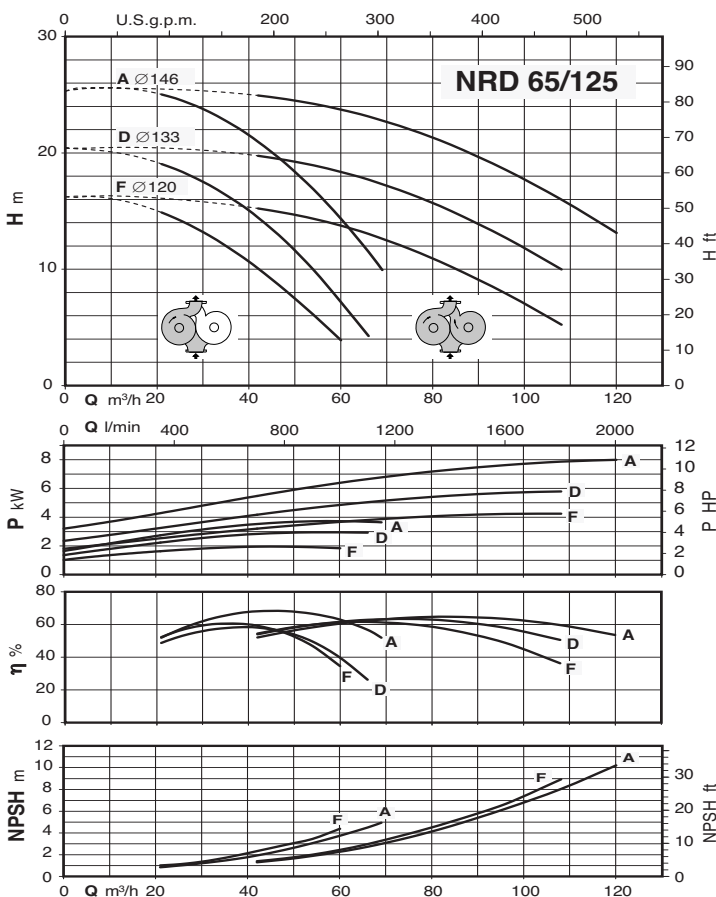 0 U.S.g.p.m. 200 300 400 500
30
20
10
0
H m
A ∅146
D ∅133
F ∅120
NRD 65/125
90
80
70
60
50
40
30
20
10
0
H ft
0 Q m³/h 20 40 60 80 100 120
0 Q l/min 400 800 1200 1600 2000
8
6
4
2
0
P kW
A
D
F
A
D
F
12
10
8
6
4
2
0
P HP
80
60
40
20
0
η %
A
D
F
A
F
D
12
10
8
6
4
2
0
NPSH m
F
A
F
A
30
20
10
0
NPSH ft
0 Q m³/h 20 40 60 80 100 120